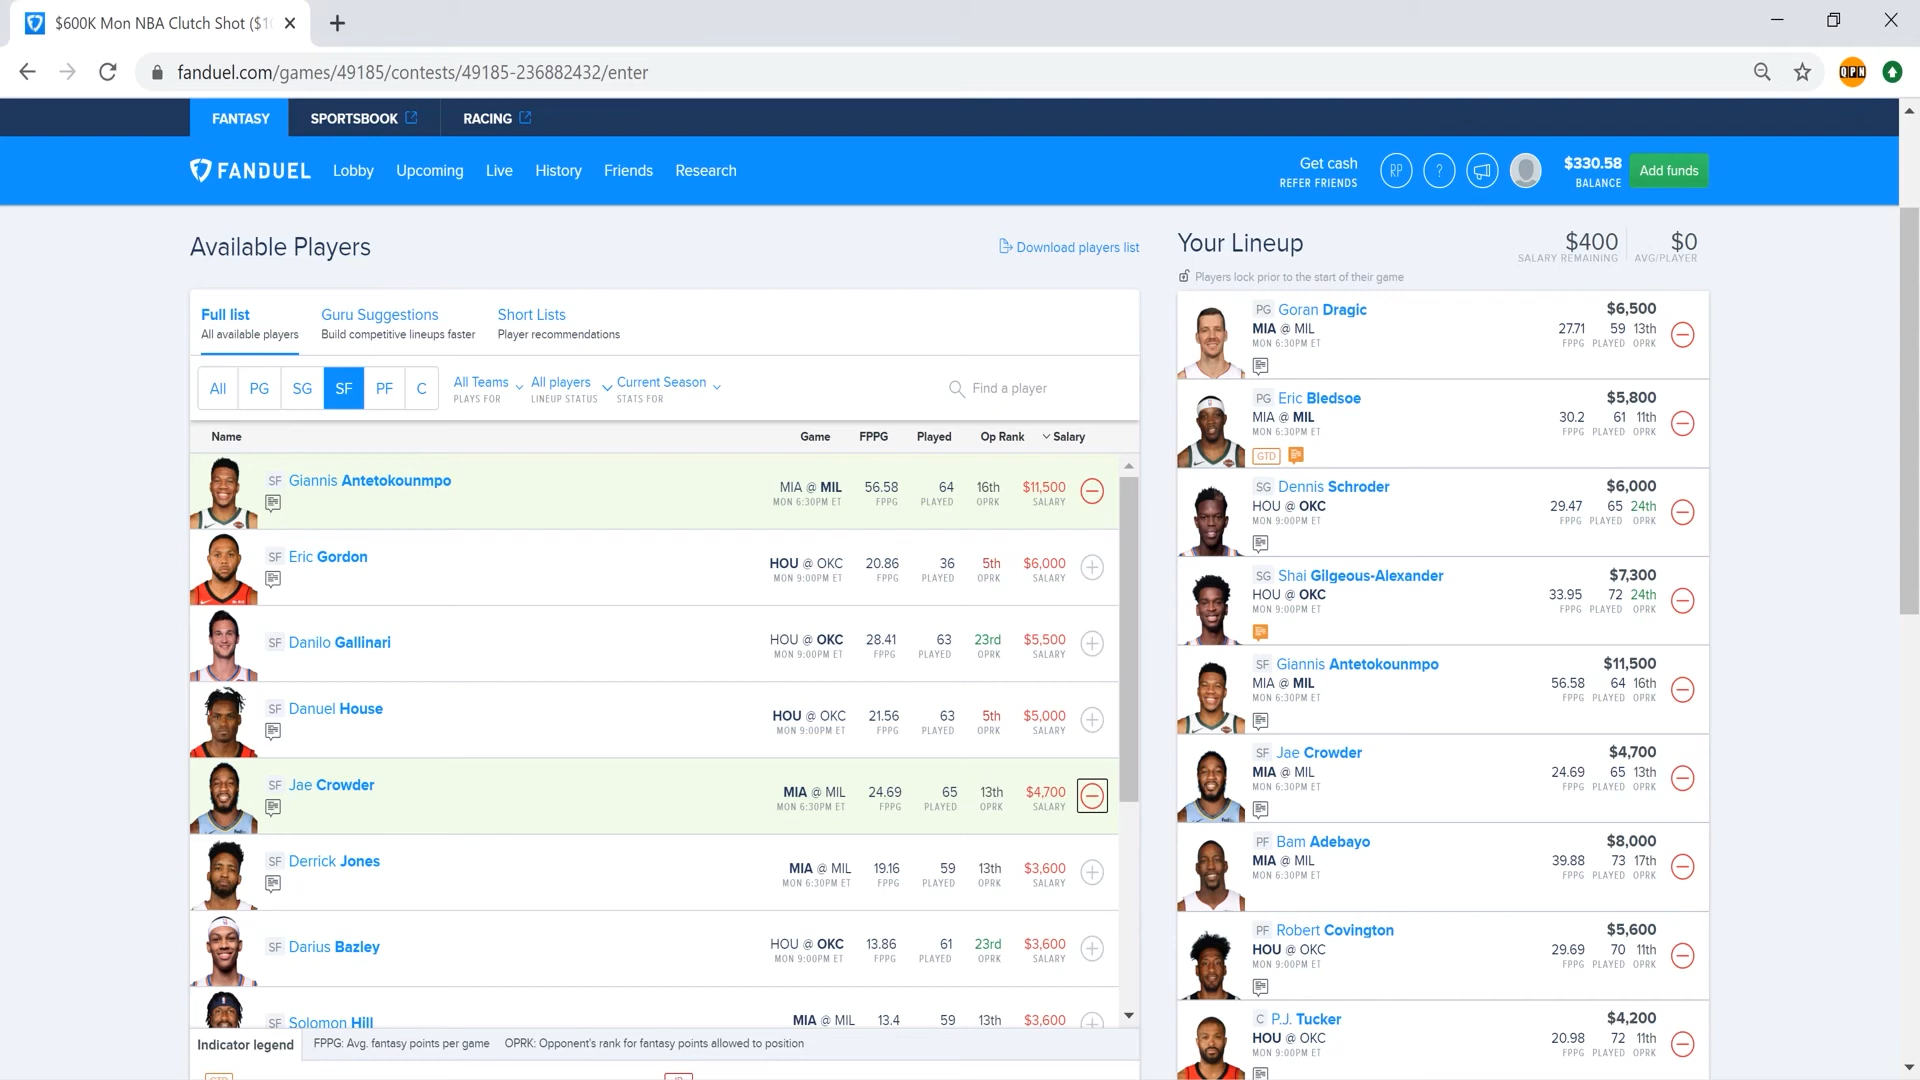 $600K Mon NBA Clutch Shot ($1
fanduel.com/games/49185/contests/49185-236882432/enter
OPN
FANTASY
SPORTSBOOK
RACING
FANDUEL
Lobby
Upcoming
Live
History
Friends
Research
Get cash
REFER FRIENDS
RP
?
$330.58
BALANCE
Add funds
Available Players
Download players list
Full list
All available players
Guru Suggestions
Build competitive lineups faster
Short Lists
Player recommendations
All
PG
SG
SF
PF
C
All Teams
PLAYS FOR
All players
LINEUP STATUS
Current Season
STATS FOR
Find a player
Name Game FPPG Played Op Rank Salary
SF Giannis Antetokounmpo
MIA @ MIL 56.58 64 16th $11,500
MON 6:30PM ET FPPG PLAYED OPRK SALARY
SF Eric Gordon
HOU @ OKC 20.86 36 5th $6,000
MON 9:00PM ET FPPG PLAYED OPRK SALARY
SF Danilo Gallinari
HOU @ OKC 28.41 63 23rd $5,500
MON 9:00PM ET FPPG PLAYED OPRK SALARY
SF Danuel House
HOU @ OKC 21.56 63 5th $5,000
MON 9:00PM ET FPPG PLAYED OPRK SALARY
SF Jae Crowder
MIA @ MIL 24.69 65 13th $4,700
MON 6:30PM ET FPPG PLAYED OPRK SALARY
SF Derrick Jones
MIA @ MIL 19.16 59 13th $3,600
MON 6:30PM ET FPPG PLAYED OPRK SALARY
SF Darius Bazley
HOU @ OKC 13.86 61 23rd $3,600
MON 9:00PM ET FPPG PLAYED OPRK SALARY
SF Solomon Hill
MIA @ MIL 13.4 59 13th $3,600
Indicator legend
FPPG: Avg. fantasy points per game
OPRK: Opponent's rank for fantasy points allowed to position
Your Lineup
$400
SALARY REMAINING
$0
AVG/PLAYER
Players lock prior to the start of their game
PG Goran Dragic $6,500
MIA @ MIL 27.71 59 13th
MON 6:30PM ET FPPG PLAYED OPRK
PG Eric Bledsoe $5,800
MIA @ MIL 30.2 61 11th
MON 6:30PM ET FPPG PLAYED OPRK
GTD
SG Dennis Schroder $6,000
HOU @ OKC 29.47 65 24th
MON 9:00PM ET FPPG PLAYED OPRK
SG Shai Gilgeous-Alexander $7,300
HOU @ OKC 33.95 72 24th
MON 9:00PM ET FPPG PLAYED OPRK
SF Giannis Antetokounmpo $11,500
MIA @ MIL 56.58 64 16th
MON 6:30PM ET FPPG PLAYED OPRK
SF Jae Crowder $4,700
MIA @ MIL 24.69 65 13th
MON 6:30PM ET FPPG PLAYED OPRK
PF Bam Adebayo $8,000
MIA @ MIL 39.88 73 17th
MON 6:30PM ET FPPG PLAYED OPRK
PF Robert Covington $5,600
HOU @ OKC 29.69 70 11th
MON 9:00PM ET FPPG PLAYED OPRK
C P.J. Tucker $4,200
HOU @ OKC 20.98 72 11th
MON 9:00PM ET FPPG PLAYED OPRK